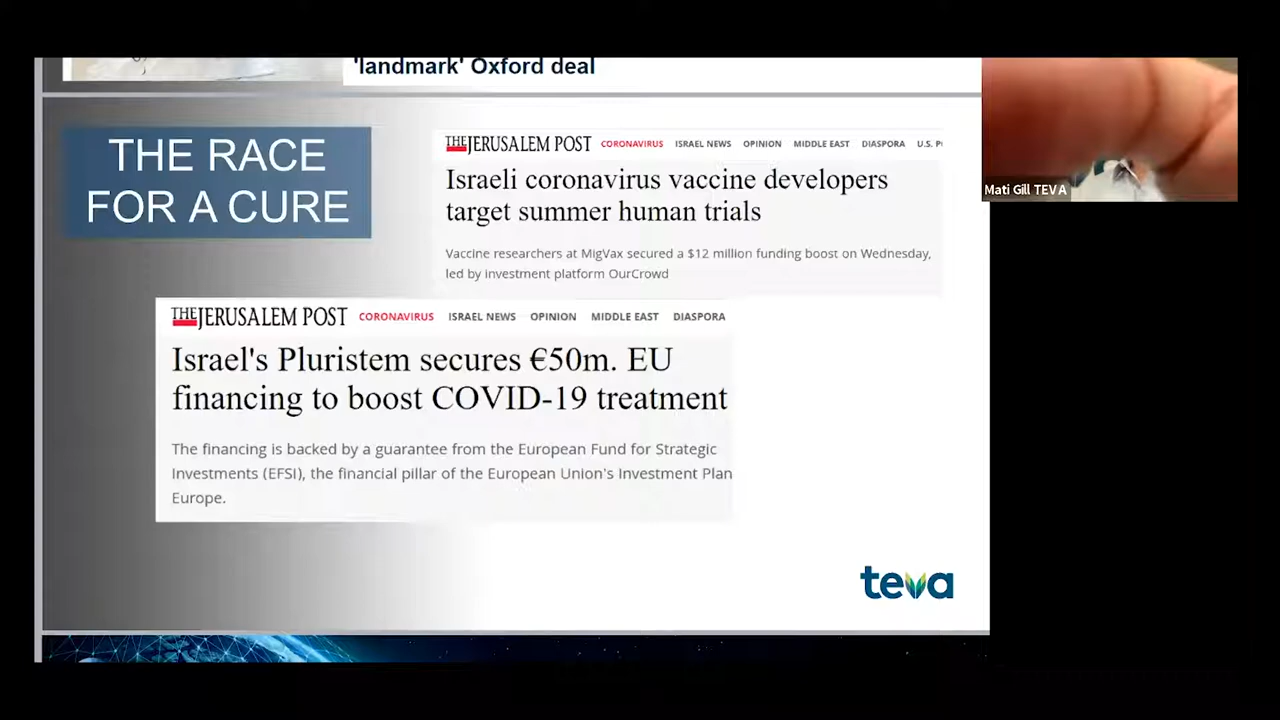 'landmark' Oxford deal
THE RACE
FOR A CURE
THE JERUSALEM POST CORONAVIRUS ISRAEL NEWS OPINION MIDDLE EAST DIASPORA U.S.
Israeli coronavirus vaccine developers
target summer human trials
Vaccine researchers at MigVax secured a $12 million funding boost on Wednesday,
led by investment platform OurCrowd
Mati Gill TEVA
THE JERUSALEM POST CORONAVIRUS ISRAEL NEWS OPINION MIDDLE EAST DIASPORA
Israel's Pluristem secures €50m. EU
financing to boost COVID-19 treatment
The financing is backed by a guarantee from the European Fund for Strategic
Investments (EFSI), the financial pillar of the European Union's Investment Plan
Europe.
teva